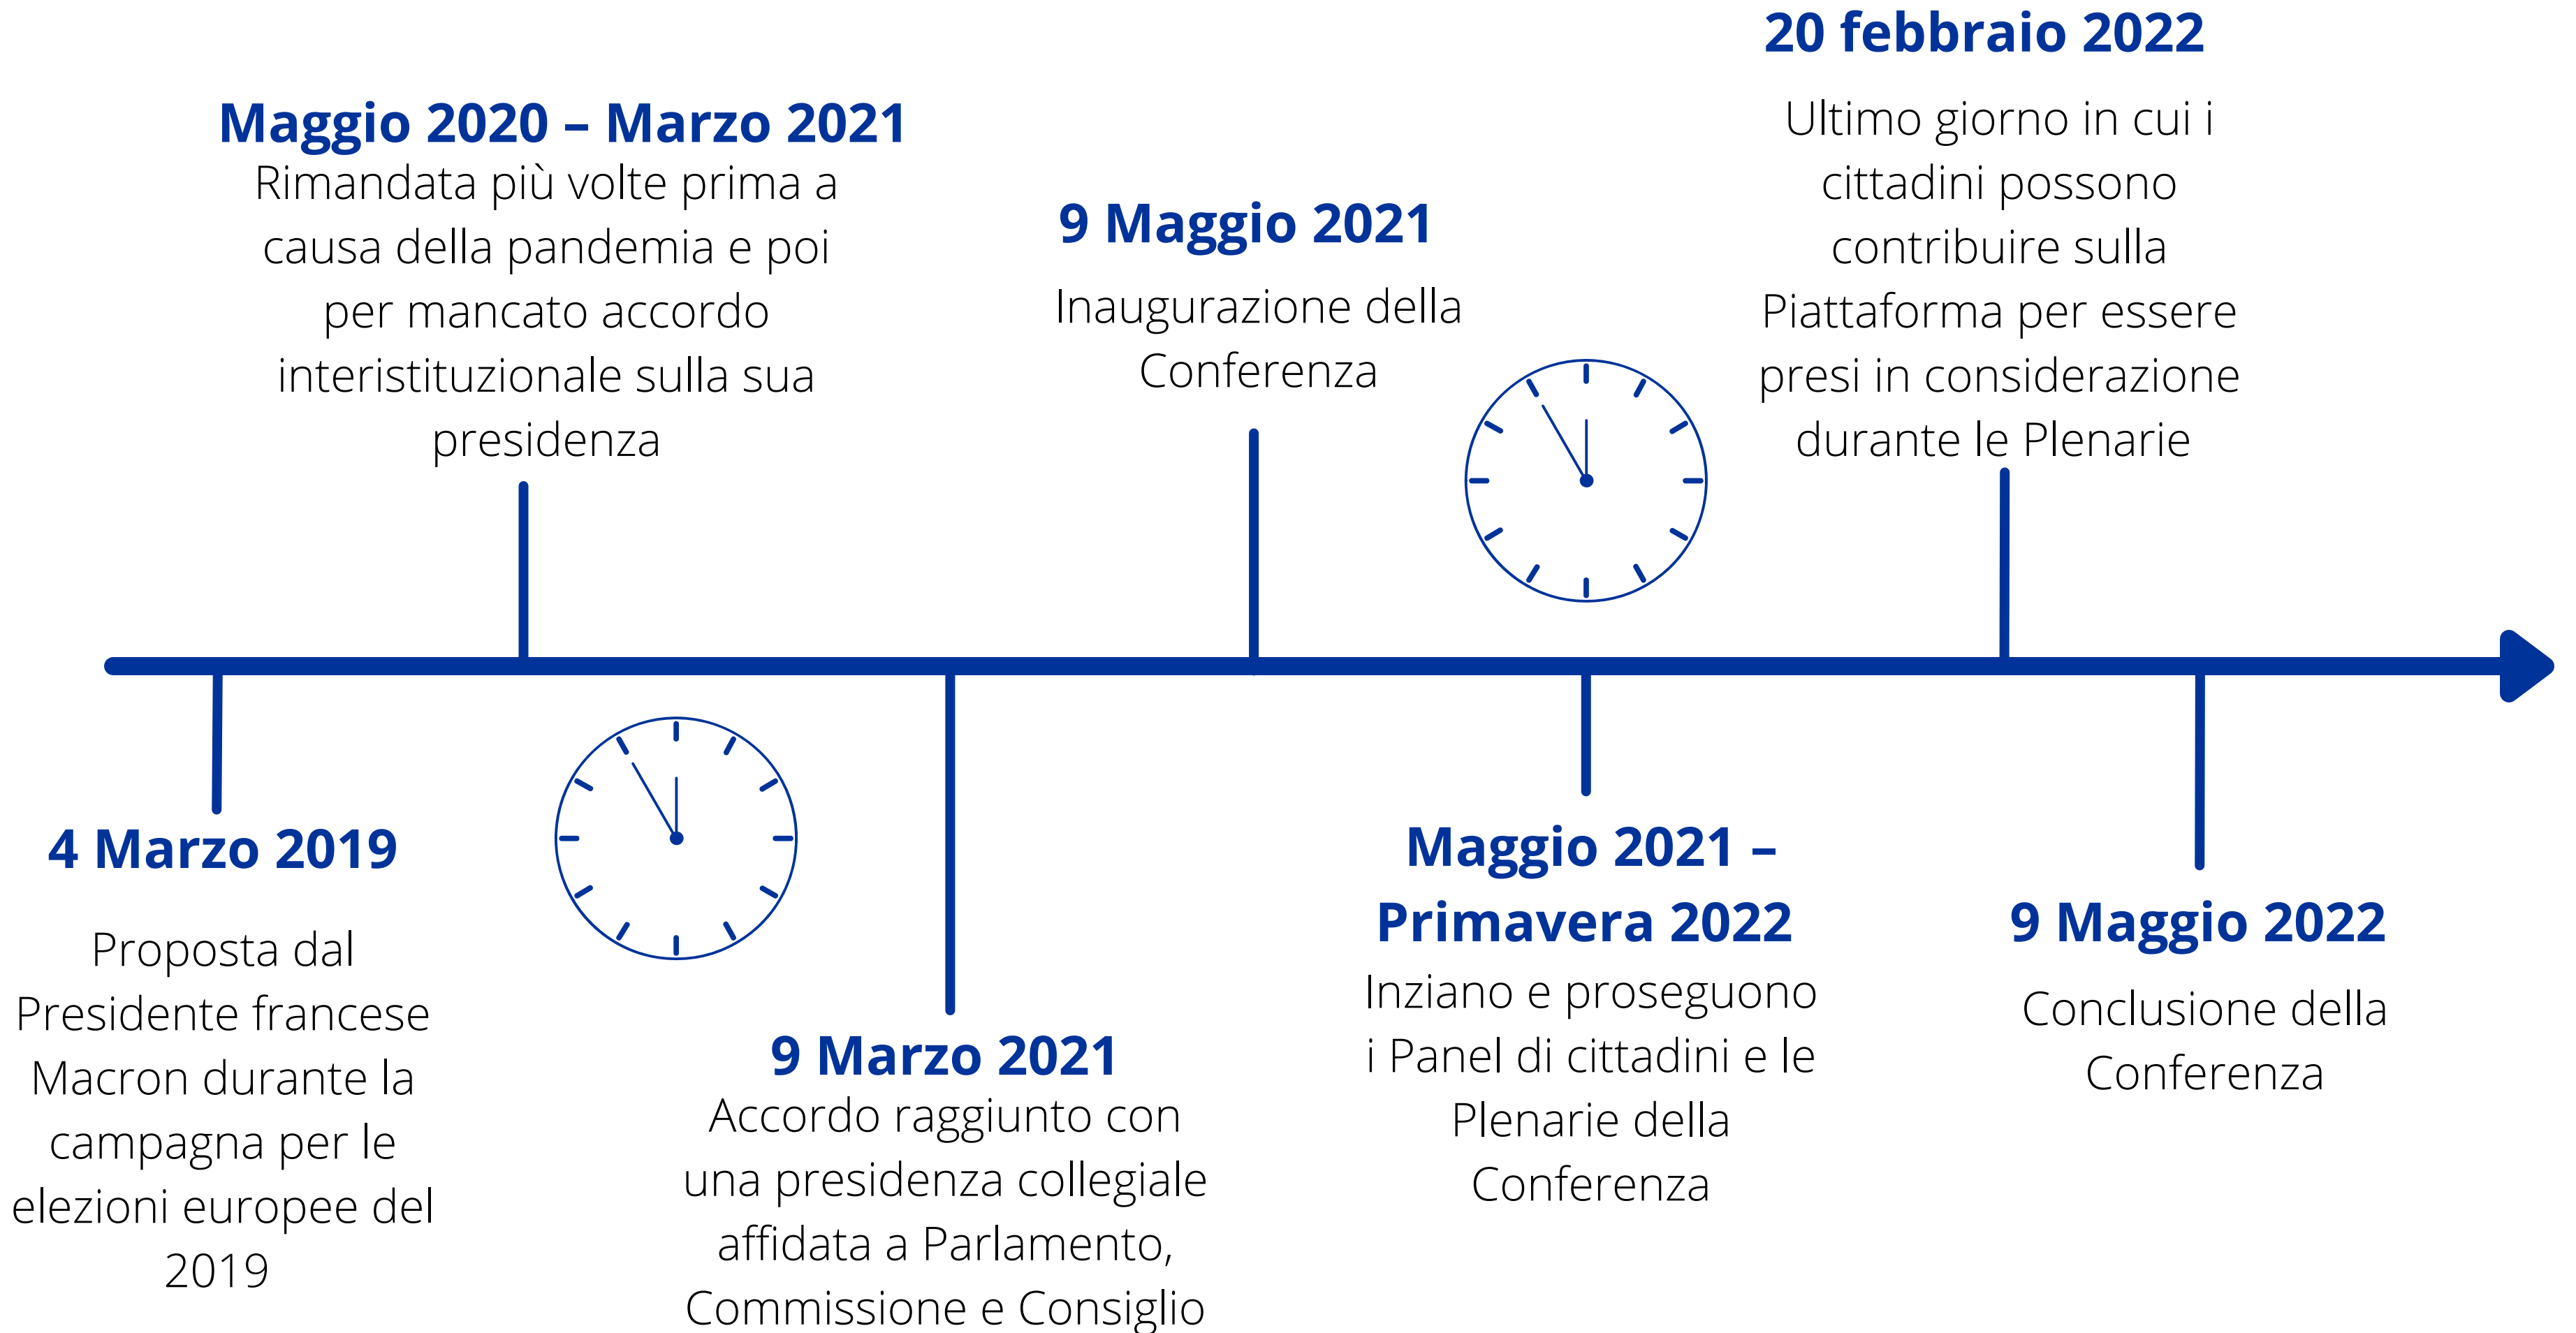 4 Marzo 2019
Proposta dal
Presidente francese
Macron durante la
campagna per le
elezioni europee del
2019
Maggio 2020 – Marzo 2021
Rimandata più volte prima a
causa della pandemia e poi
per mancato accordo
interistituzionale sulla sua
presidenza
9 Marzo 2021
Accordo raggiunto con
una presidenza collegiale
affidata a Parlamento,
Commissione e Consiglio
9 Maggio 2021
Inaugurazione della
Conferenza
Maggio 2021 –
Primavera 2022
Inziano e proseguono
i Panel di cittadini e le
Plenarie della
Conferenza
20 febbraio 2022
Ultimo giorno in cui i
cittadini possono
contribuire sulla
Piattaforma per essere
presi in considerazione
durante le Plenarie
9 Maggio 2022
Conclusione della
Conferenza